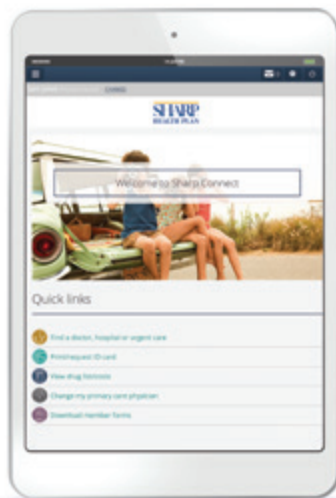 SHARP
HEALTH PLAN
Welcome to Sharp Connect
Quick links
Find a doctor, hospital or urgent care
Print/request ID card
View drug formulary
Change my primary care physician
Download member forms